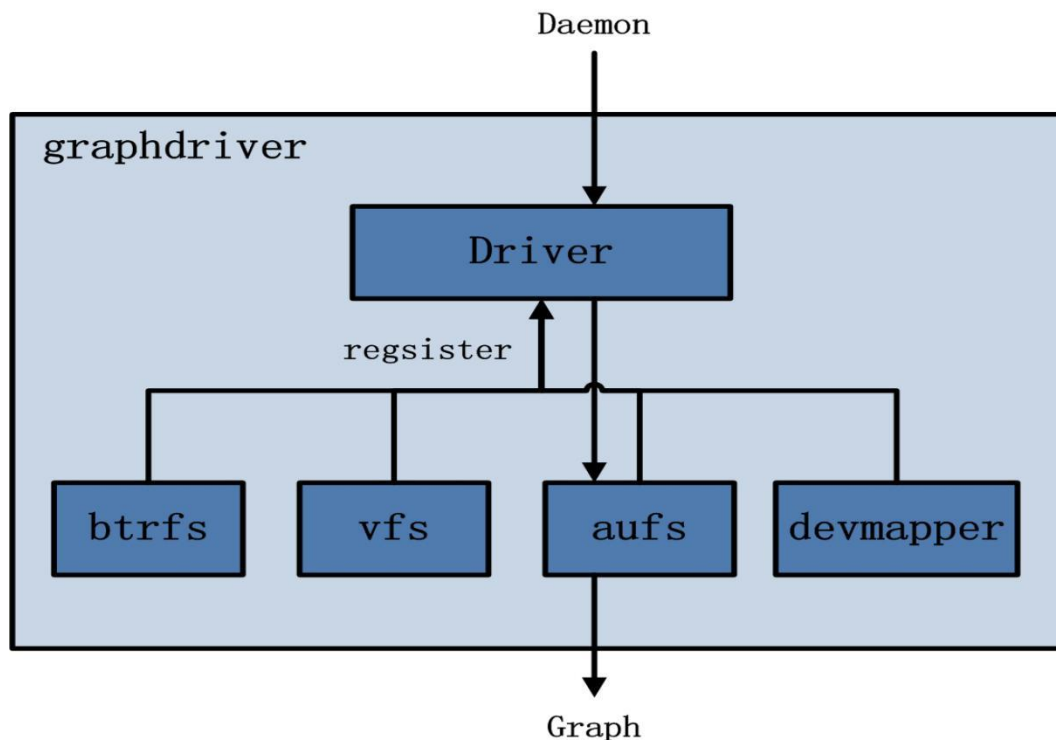 Daemon
graphdriver
Driver
regsister
btrfs
vfs
aufs
devmapper
Graph